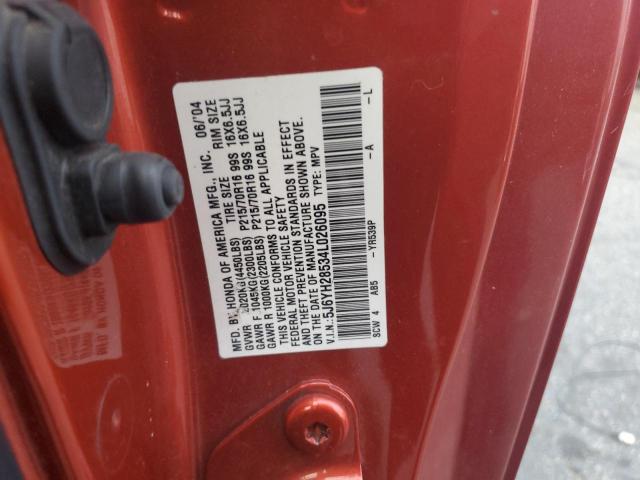 MFD. BY HONDA OF AMERICA MFG., INC. 06/'04
TIRE SIZE RIM SIZE
GVWR 2020KG(4450LBS) P215/70R16 99S 16X6.5JJ
GAWR F 1045KG(2300LBS) P215/70R16 99S 16X6.5JJ
GAWR R 1000KG(2205LBS)
THIS VEHICLE CONFORMS TO ALL APPLICABLE
FEDERAL MOTOR VEHICLE SAFETY
AND THEFT PREVENTION STANDARDS IN EFFECT
ON THE DATE OF MANUFACTURE SHOWN ABOVE.
V.I.N.: 5J6YH28534L026095 TYPE: MPV
SCW 4 AB5 -YR539P -A -L